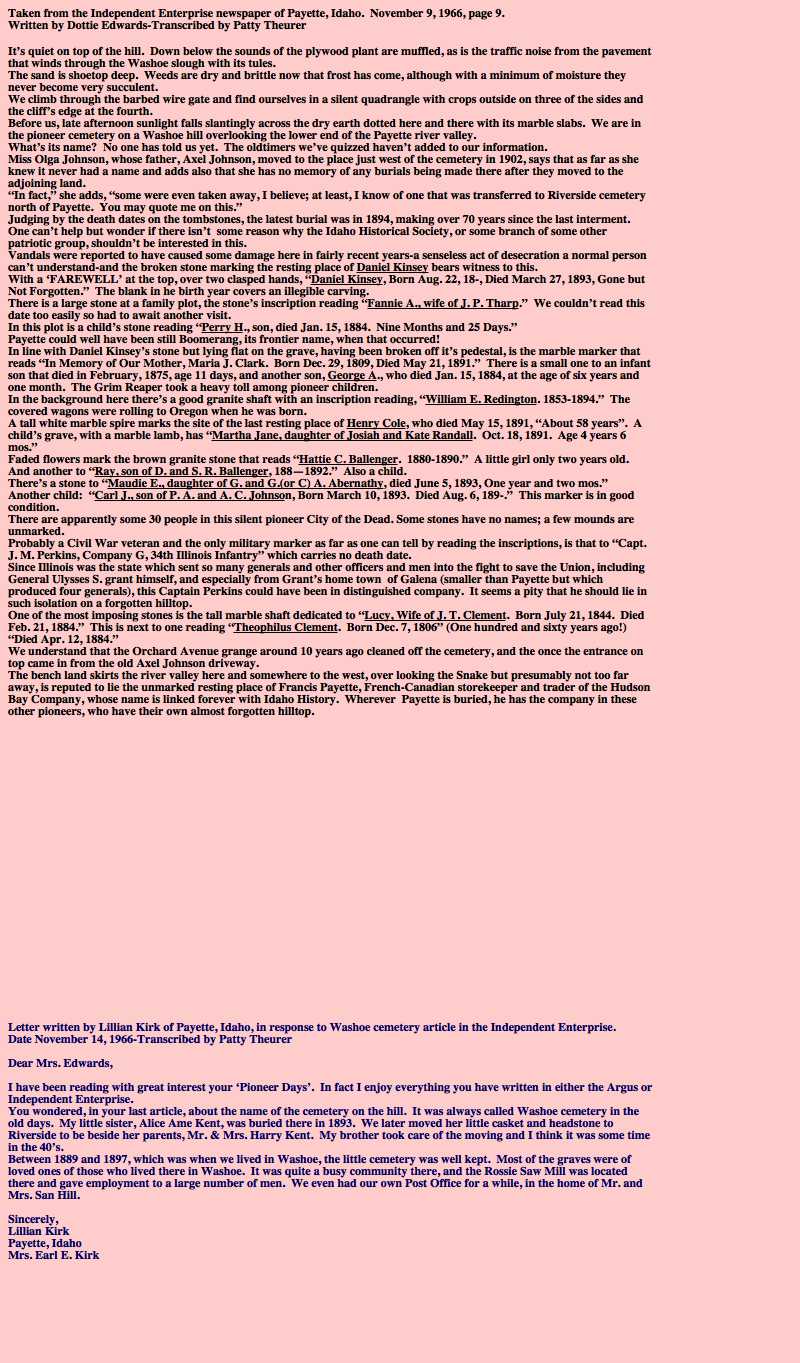 Taken from the Independent Enterprise newspaper of Payette, Idaho.  November 9, 1966, page 9.
Written by Dottie Edwards-Transcribed by Patty Theurer
It's quiet on top of the hill.  Down below the sounds of the plywood plant are muffled, as is the traffic noise from the pavement
that winds through the Washoe slough with its tules.
The sand is shoetop deep.  Weeds are dry and brittle now that frost has come, although with a minimum of moisture they
never become very succulent.
We climb through the barbed wire gate and find ourselves in a silent quadrangle with crops outside on three of the sides and
the cliff's edge at the fourth.
Before us, late afternoon sunlight falls slantingly across the dry earth dotted here and there with its marble slabs.  We are in
the pioneer cemetery on a Washoe hill overlooking the lower end of the Payette river valley.
What's its name?  No one has told us yet.  The oldtimers we've quizzed haven't added to our information.
Miss Olga Johnson, whose father, Axel Johnson, moved to the place just west of the cemetery in 1902, says that as far as she
knew it never had a name and adds also that she has no memory of any burials being made there after they moved to the
adjoining land.
"In fact," she adds, "some were even taken away, I believe; at least, I know of one that was transferred to Riverside cemetery
north of Payette.  You may quote me on this."
Judging by the death dates on the tombstones, the latest burial was in 1894, making over 70 years since the last interment.
One can't help but wonder if there isn't  some reason why the Idaho Historical Society, or some branch of some other
patriotic group, shouldn't be interested in this.
Vandals were reported to have caused some damage here in fairly recent years-a senseless act of desecration a normal person
can't understand-and the broken stone marking the resting place of Daniel Kinsey bears witness to this.
With a 'FAREWELL' at the top, over two clasped hands, "Daniel Kinsey, Born Aug. 22, 18-, Died March 27, 1893, Gone but
Not Forgotten."  The blank in he birth year covers an illegible carving.
There is a large stone at a family plot, the stone's inscription reading "Fannie A., wife of J. P. Tharp."  We couldn't read this
date too easily so had to await another visit.
In this plot is a child's stone reading "Perry H., son, died Jan. 15, 1884.  Nine Months and 25 Days."
Payette could well have been still Boomerang, its frontier name, when that occurred!
In line with Daniel Kinsey's stone but lying flat on the grave, having been broken off it's pedestal, is the marble marker that
reads "In Memory of Our Mother, Maria J. Clark.  Born Dec. 29, 1809, Died May 21, 1891."  There is a small one to an infant
son that died in February, 1875, age 11 days, and another son, George A., who died Jan. 15, 1884, at the age of six years and
one month.  The Grim Reaper took a heavy toll among pioneer children.
In the background here there's a good granite shaft with an inscription reading, "William E. Redington. 1853-1894."  The
covered wagons were rolling to Oregon when he was born.
A tall white marble spire marks the site of the last resting place of Henry Cole, who died May 15, 1891, "About 58 years".  A
child's grave, with a marble lamb, has "Martha Jane, daughter of Josiah and Kate Randall.  Oct. 18, 1891.  Age 4 years 6
mos."
Faded flowers mark the brown granite stone that reads "Hattie C. Ballenger.  1880-1890."  A little girl only two years old.
And another to "Ray, son of D. and S. R. Ballenger, 188—1892."  Also a child.
There's a stone to "Maudie E., daughter of G. and G.(or C) A. Abernathy, died June 5, 1893, One year and two mos."
Another child:  "Carl J., son of P. A. and A. C. Johnson, Born March 10, 1893.  Died Aug. 6, 189-."  This marker is in good
condition.
There are apparently some 30 people in this silent pioneer City of the Dead. Some stones have no names; a few mounds are
unmarked.
Probably a Civil War veteran and the only military marker as far as one can tell by reading the inscriptions, is that to "Capt.
J. M. Perkins, Company G, 34th Illinois Infantry" which carries no death date.
Since Illinois was the state which sent so many generals and other officers and men into the fight to save the Union, including
General Ulysses S. grant himself, and especially from Grant's home town  of Galena (smaller than Payette but which
produced four generals), this Captain Perkins could have been in distinguished company.  It seems a pity that he should lie in
such isolation on a forgotten hilltop.
One of the most imposing stones is the tall marble shaft dedicated to "Lucy, Wife of J. T. Clement.  Born July 21, 1844.  Died
Feb. 21, 1884."  This is next to one reading "Theophilus Clement.  Born Dec. 7, 1806" (One hundred and sixty years ago!)
"Died Apr. 12, 1884."
We understand that the Orchard Avenue grange around 10 years ago cleaned off the cemetery, and the once the entrance on
top came in from the old Axel Johnson driveway.
The bench land skirts the river valley here and somewhere to the west, over looking the Snake but presumably not too far
away, is reputed to lie the unmarked resting place of Francis Payette, French-Canadian storekeeper and trader of the Hudson
Bay Company, whose name is linked forever with Idaho History.  Wherever  Payette is buried, he has the company in these
other pioneers, who have their own almost forgotten hilltop.
Letter written by Lillian Kirk of Payette, Idaho, in response to Washoe cemetery article in the Independent Enterprise.
Date November 14, 1966-Transcribed by Patty Theurer
Dear Mrs. Edwards,
I have been reading with great interest your 'Pioneer Days'.  In fact I enjoy everything you have written in either the Argus or
Independent Enterprise.
You wondered, in your last article, about the name of the cemetery on the hill.  It was always called Washoe cemetery in the
old days.  My little sister, Alice Ame Kent, was buried there in 1893.  We later moved her little casket and headstone to
Riverside to be beside her parents, Mr. & Mrs. Harry Kent.  My brother took care of the moving and I think it was some time
in the 40's.
Between 1889 and 1897, which was when we lived in Washoe, the little cemetery was well kept.  Most of the graves were of
loved ones of those who lived there in Washoe.  It was quite a busy community there, and the Rossie Saw Mill was located
there and gave employment to a large number of men.  We even had our own Post Office for a while, in the home of Mr. and
Mrs. San Hill.
Sincerely,
Lillian Kirk
Payette, Idaho
Mrs. Earl E. Kirk